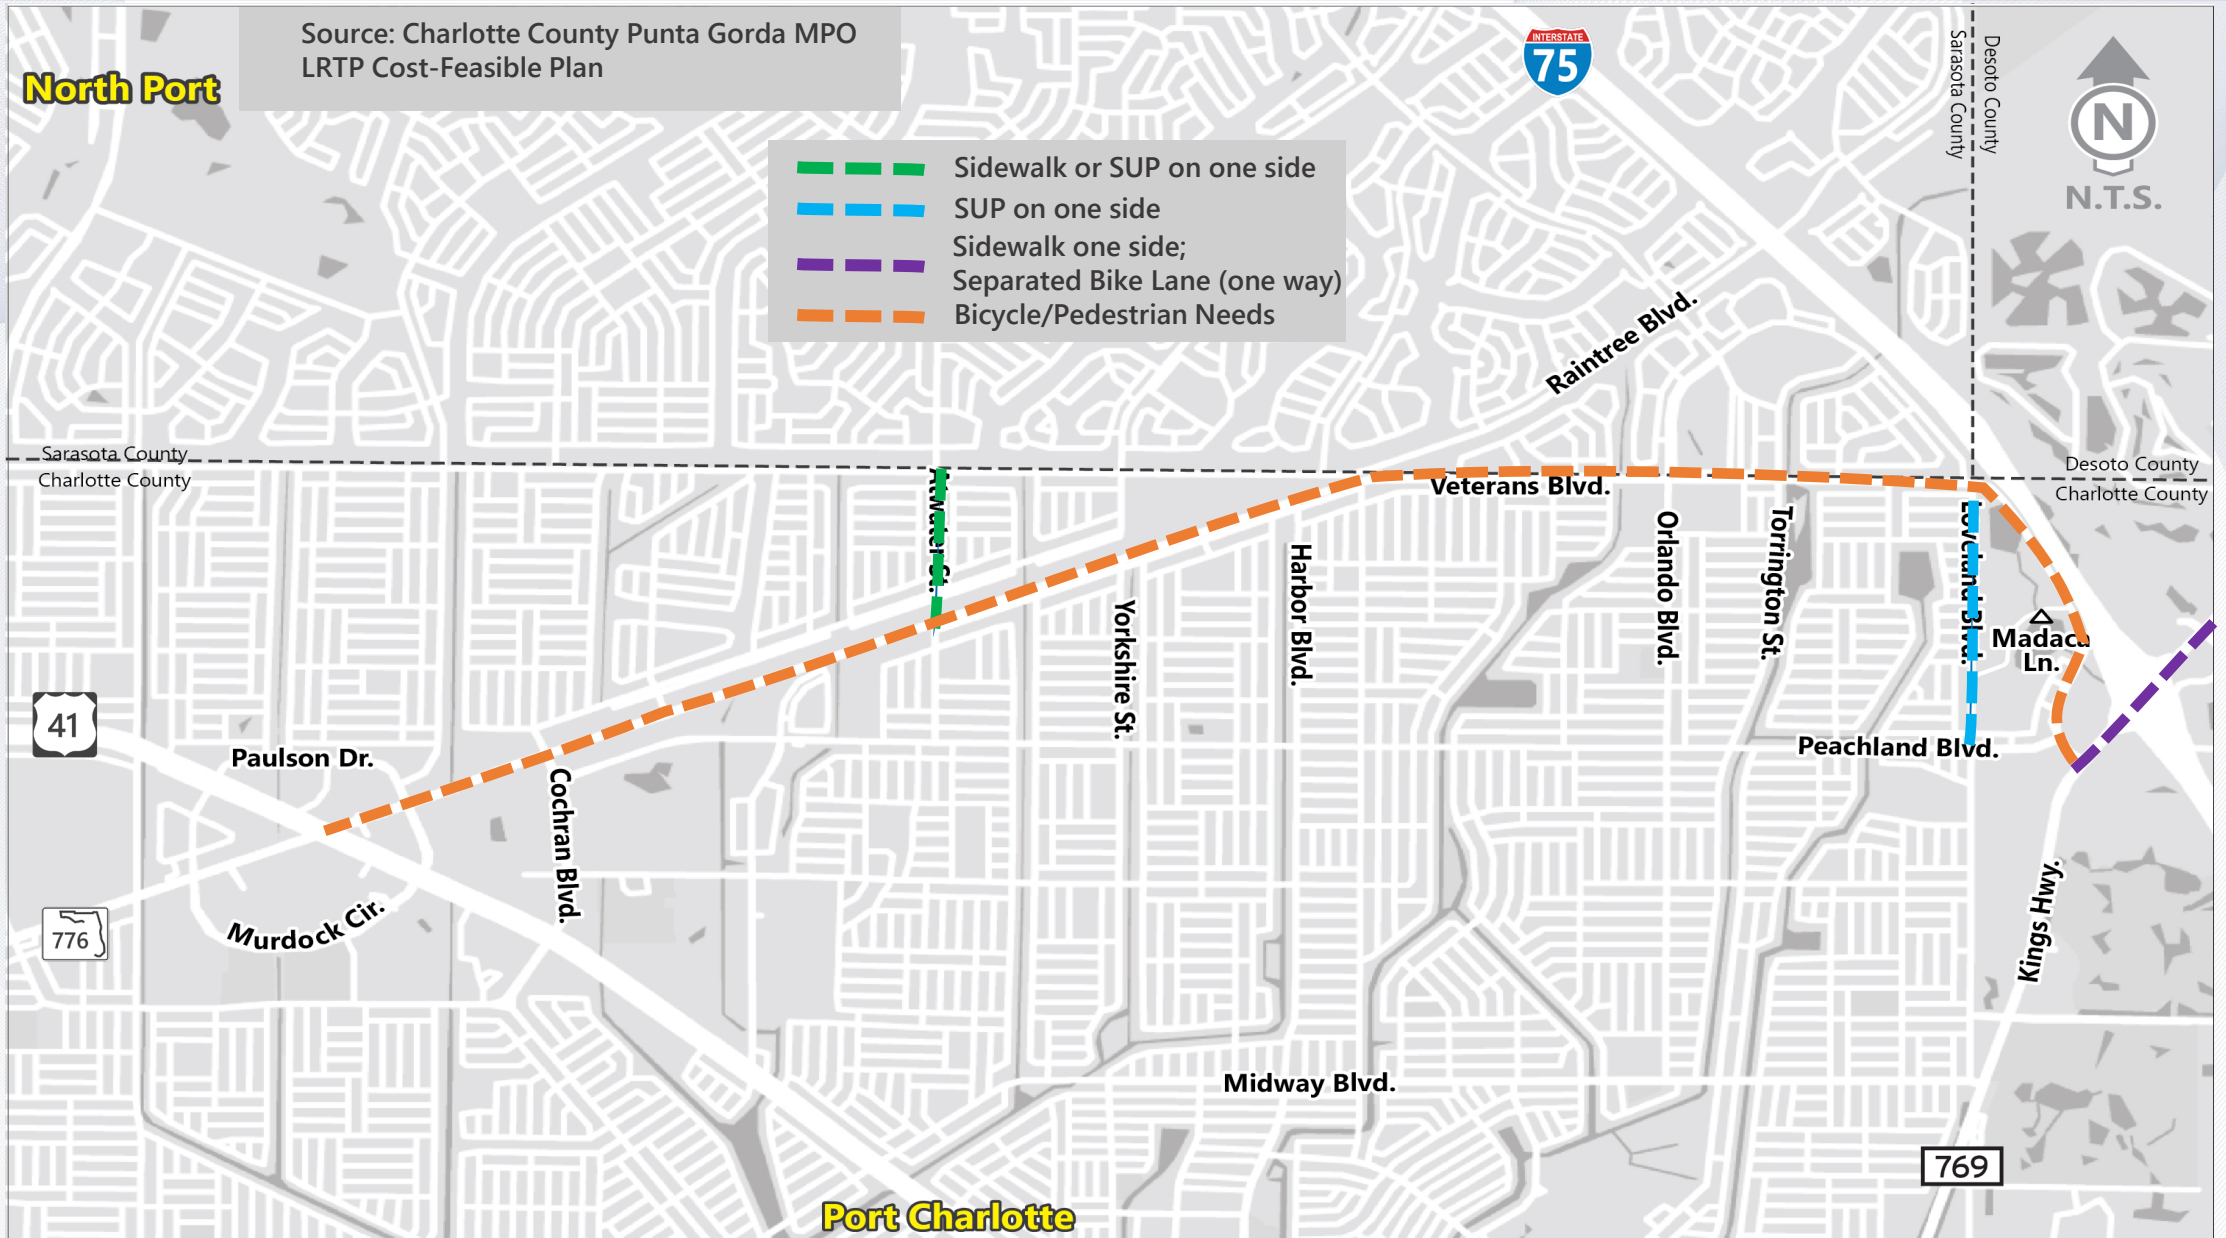 Source: Charlotte County Punta Gorda MPO
LRTP Cost-Feasible Plan
North Port
INTERSTATE
75
Sarasota County
Desoto County
N
N.T.S.
Sidewalk or SUP on one side
SUP on one side
Sidewalk one side;
Separated Bike Lane (one way)
Bicycle/Pedestrian Needs
Raintree Blvd.
Sarasota County
Charlotte County
Desoto County
Charlotte County
Veterans Blvd.
Atwater St.
Orlando Blvd.
Torrington St.
Loveland Blvd.
Harbor Blvd.
Yorkshire St.
Madaca
Ln.
41
Paulson Dr.
Peachland Blvd.
Cochran Blvd.
Kings Hwy.
776
Murdock Cir.
Midway Blvd.
769
Port Charlotte